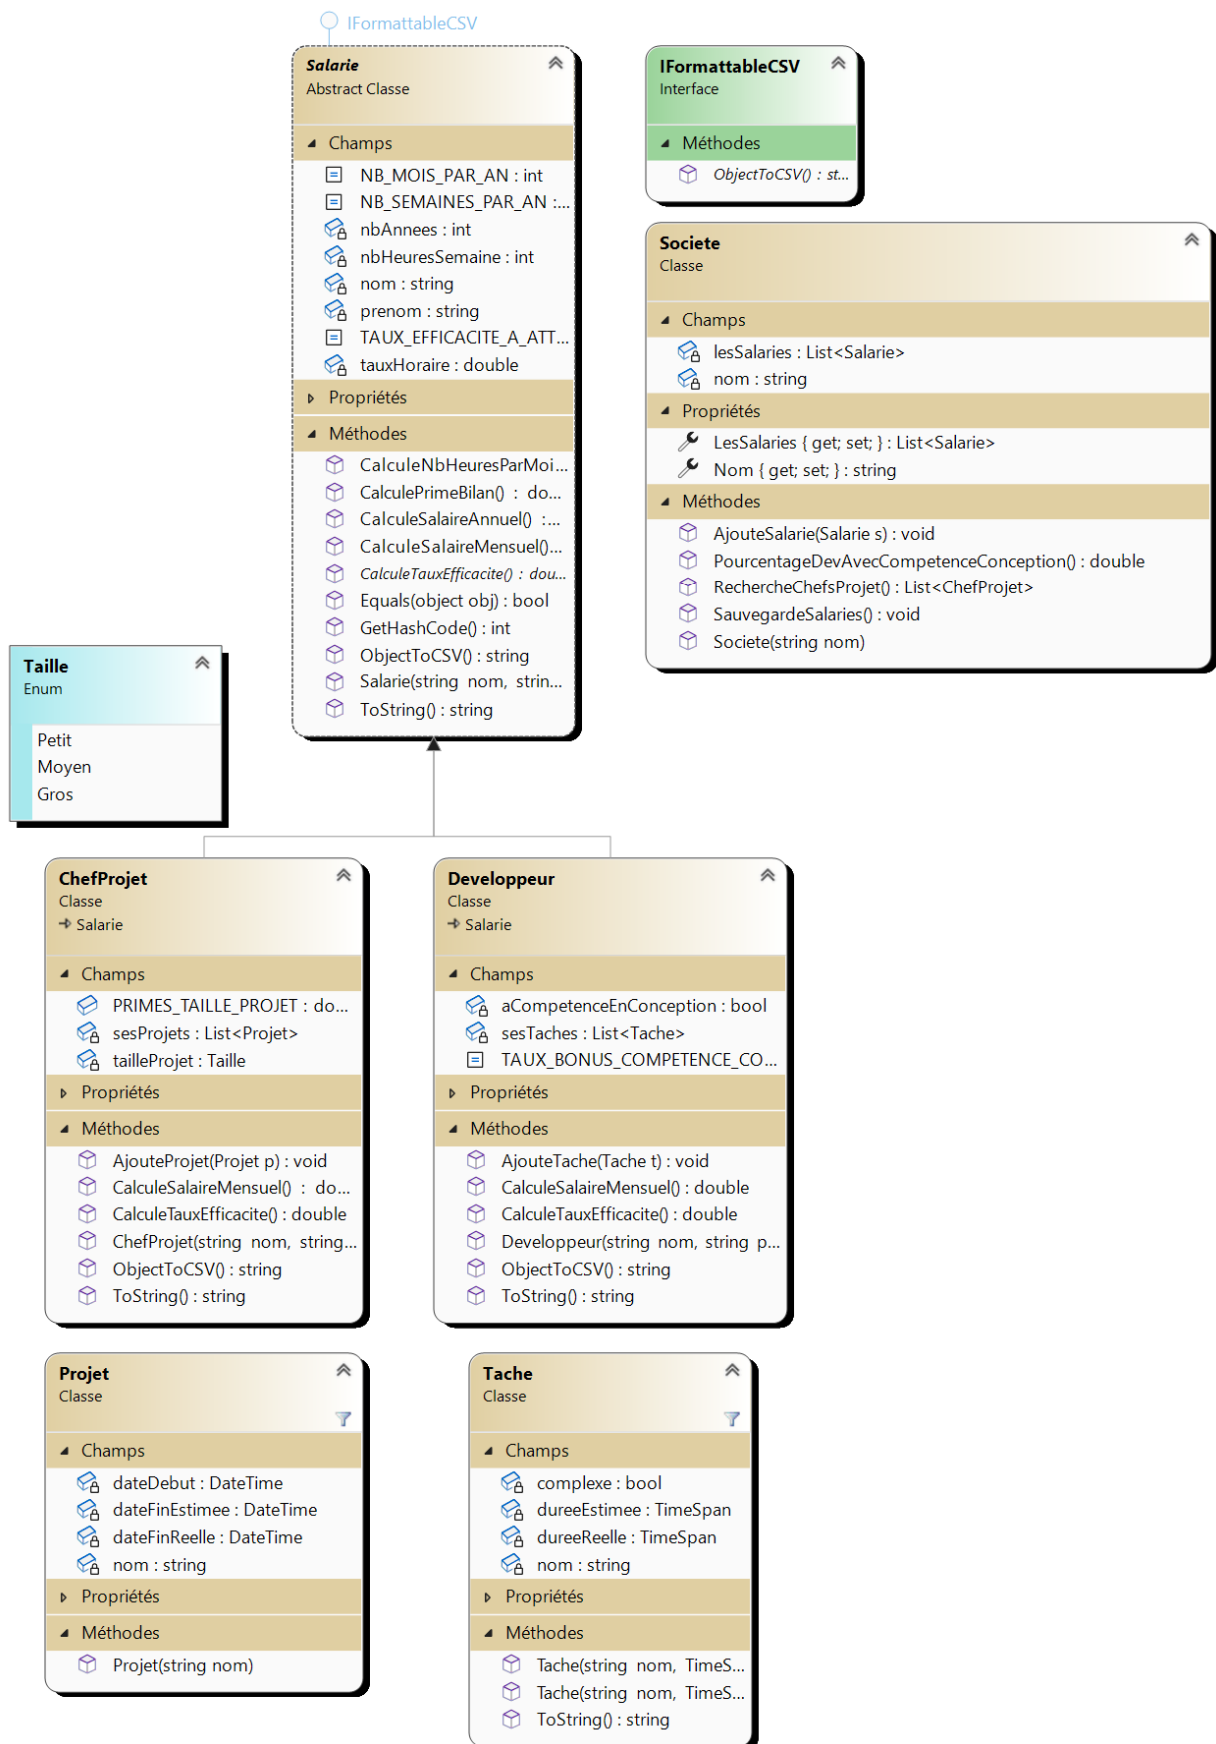 IFormattableCSV
Salarie
Abstract Classe
Champs
NB_MOIS_PAR_AN : int
NB_SEMAINES_PAR_AN :...
nbAnnees : int
nbHeuresSemaine : int
nom : string
prenom : string
TAUX_EFFICACITE_A_ATT...
tauxHoraire : double
Propriétés
Méthodes
CalculeNbHeuresParMoi...
CalculePrimeBilan() : do...
CalculeSalaireAnnuel() :...
CalculeSalaireMensuel()...
CalculeTauxEfficacite() : dou...
Equals(object obj) : bool
GetHashCode() : int
ObjectToCSV() : string
Salarie(string nom, strin...
ToString() : string
IFormattableCSV
Interface
Méthodes
ObjectToCSV() : st...
Societe
Classe
Champs
lesSalaries : List<Salarie>
nom : string
Propriétés
LesSalaries { get; set; } : List<Salarie>
Nom { get; set; } : string
Méthodes
AjouteSalarie(Salarie s) : void
PourcentageDevAvecCompetenceConception() : double
RechercheChefsProjet() : List<ChefProjet>
SauvegardeSalaries() : void
Societe(string nom)
Taille
Enum
Petit
Moyen
Gros
ChefProjet
Classe
Salarie
Champs
PRIMES_TAILLE_PROJET : do...
sesProjets : List<Projet>
tailleProjet : Taille
Propriétés
Méthodes
AjouteProjet(Projet p) : void
CalculeSalaireMensuel() : do...
CalculeTauxEfficacite() : double
ChefProjet(string nom, string...
ObjectToCSV() : string
ToString() : string
Developpeur
Classe
Salarie
Champs
aCompetenceEnConception : bool
sesTaches : List<Tache>
TAUX_BONUS_COMPETENCE_CO...
Propriétés
Méthodes
AjouteTache(Tache t) : void
CalculeSalaireMensuel() : double
CalculeTauxEfficacite() : double
Developpeur(string nom, string p...
ObjectToCSV() : string
ToString() : string
Projet
Classe
Champs
dateDebut : DateTime
dateFinEstimee : DateTime
dateFinReelle : DateTime
nom : string
Propriétés
Méthodes
Projet(string nom)
Tache
Classe
Champs
complexe : bool
dureeEstimee : TimeSpan
dureeReelle : TimeSpan
nom : string
Propriétés
Méthodes
Tache(string nom, TimeS...
Tache(string nom, TimeS...
ToString() : string